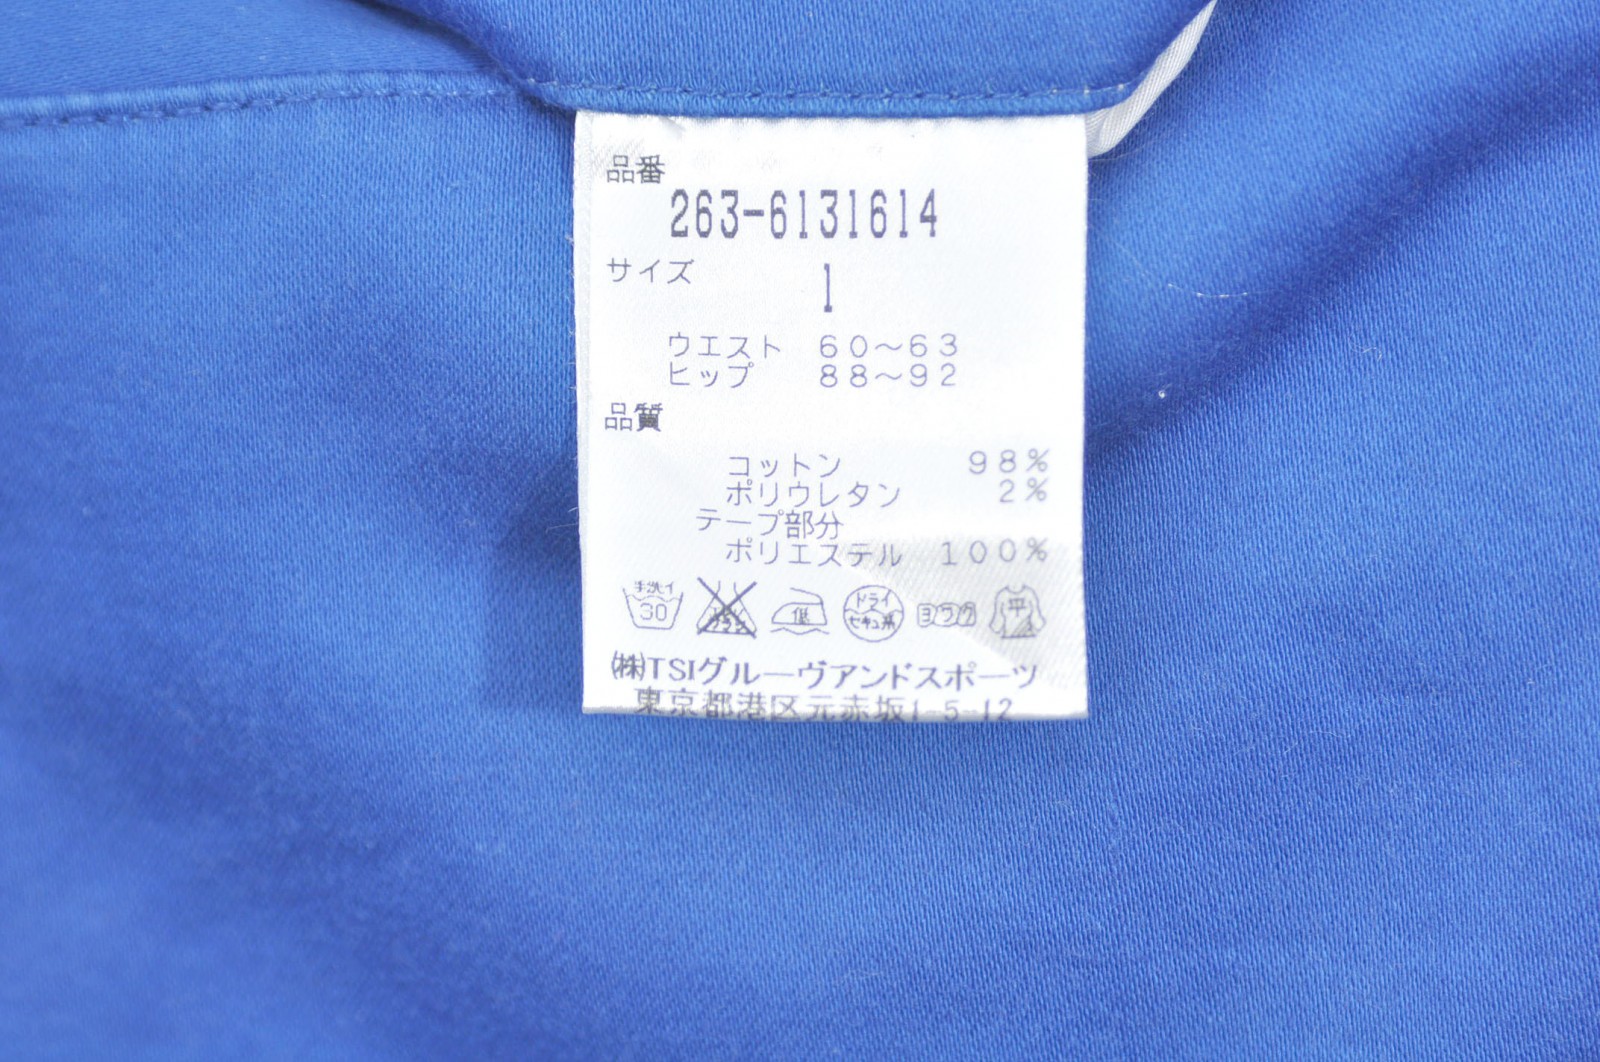 品番
263-6131614
サイズ
1
ウエスト 60～63
ヒップ 88～92
品質
コットン 98%
ポリウレタン 2%
テープ部分
ポリエステル 100%
手洗イ 30 低 ドライ セキユ系 ヨワク 平
㈱TSIグルーヴアンドスポーツ
東京都港区元赤坂1-5-12